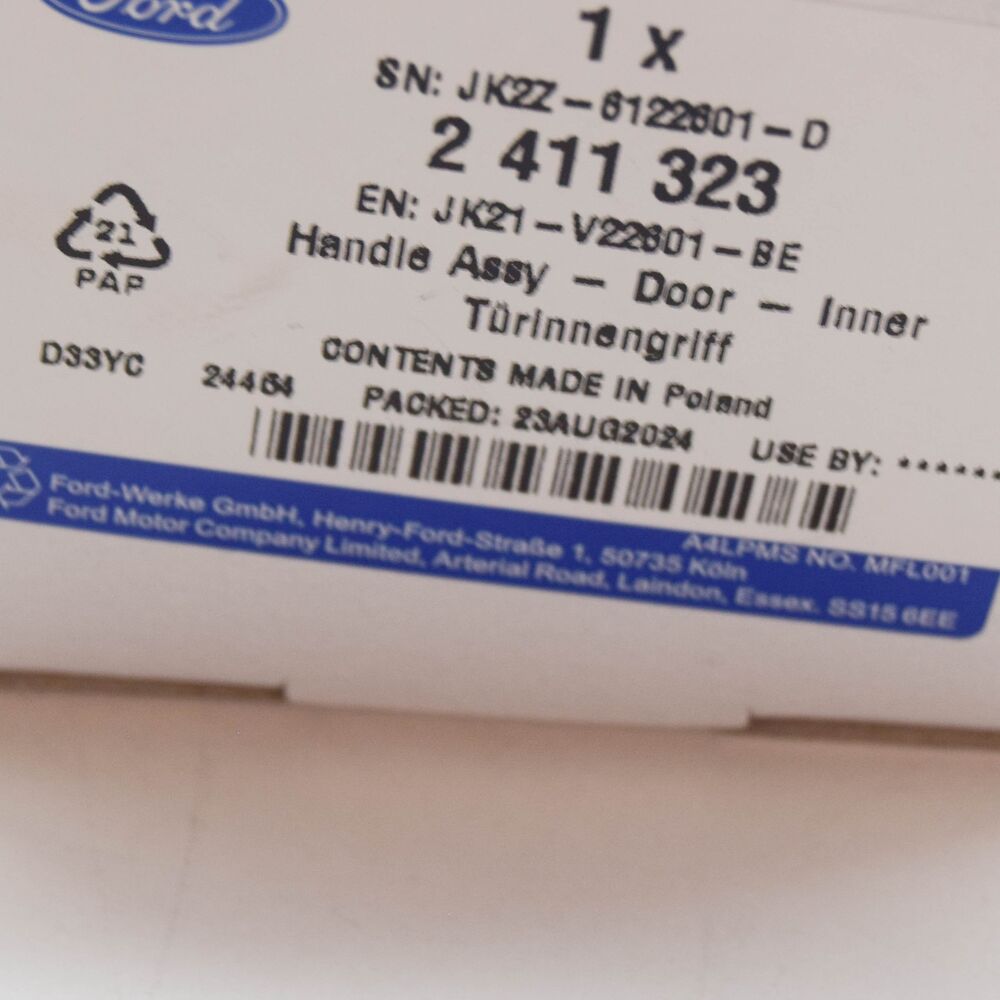 Ford
1 x
SN: JK2Z-6122601-D
2 411 323
EN: JK21-V22601-BE
Handle Assy - Door - Inner
Türinnengriff
21
PAP
CONTENTS MADE IN Poland
D33YC 24464 PACKED: 23AUG2024 USE BY: ******
A4LPMS NO. MFL001
Ford-Werke GmbH, Henry-Ford-Straße 1, 50735 Köln
Ford Motor Company Limited, Arterial Road, Laindon, Essex. SS15 6EE